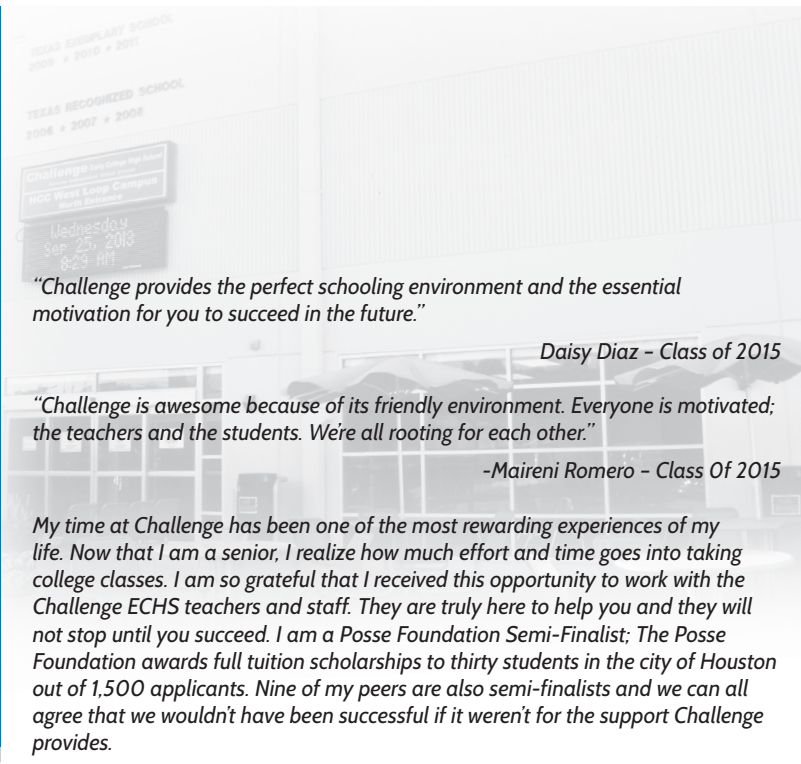 TEXAS EXEMPLARY SCHOOL
2009 ★ 2010 ★ 2011
TEXAS RECOGNIZED SCHOOL
2006 ★ 2007 ★ 2008
Challenge Early College High School
HCC West Loop Campus
North Entrance
Wednesday
Sep 25, 2013
8:29 AM
“Challenge provides the perfect schooling environment and the essential
motivation for you to succeed in the future.”
Daisy Diaz – Class of 2015
“Challenge is awesome because of its friendly environment. Everyone is motivated;
the teachers and the students. We’re all rooting for each other.”
-Maireni Romero – Class 0f 2015
My time at Challenge has been one of the most rewarding experiences of my
life. Now that I am a senior, I realize how much effort and time goes into taking
college classes. I am so grateful that I received this opportunity to work with the
Challenge ECHS teachers and staff. They are truly here to help you and they will
not stop until you succeed. I am a Posse Foundation Semi-Finalist; The Posse
Foundation awards full tuition scholarships to thirty students in the city of Houston
out of 1,500 applicants. Nine of my peers are also semi-finalists and we can all
agree that we wouldn’t have been successful if it weren’t for the support Challenge
provides.